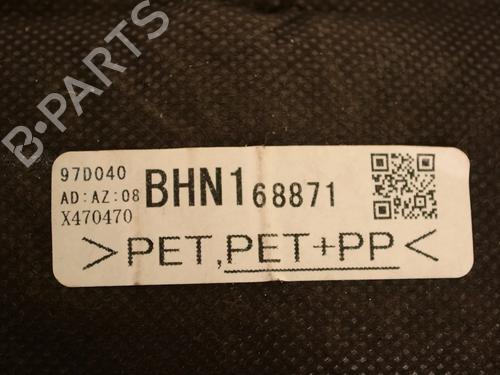 B-PARTS
97D040
AD:AZ:08
X470470
BHN1 68871
>PET,PET+PP<